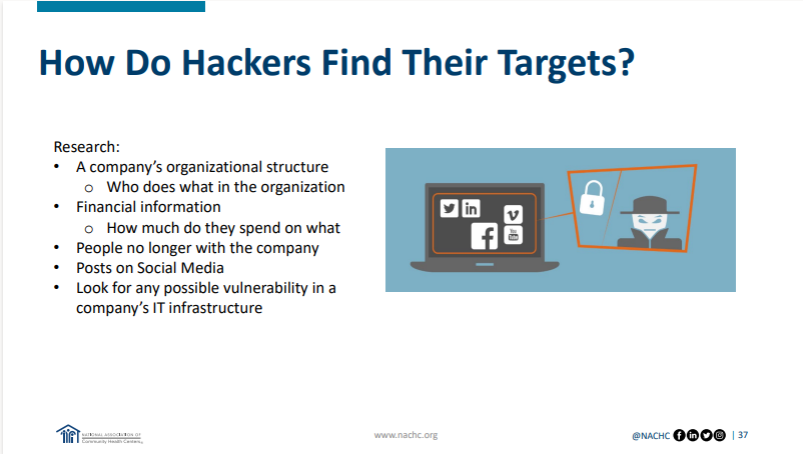 How Do Hackers Find Their Targets?
Research:
• A company's organizational structure
o Who does what in the organization
• Financial information
o How much do they spend on what
• People no longer with the company
• Posts on Social Media
• Look for any possible vulnerability in a
company's IT infrastructure
NATIONAL ASSOCIATION OF
Community Health Centers®
www.nachc.org
@NACHC | 37